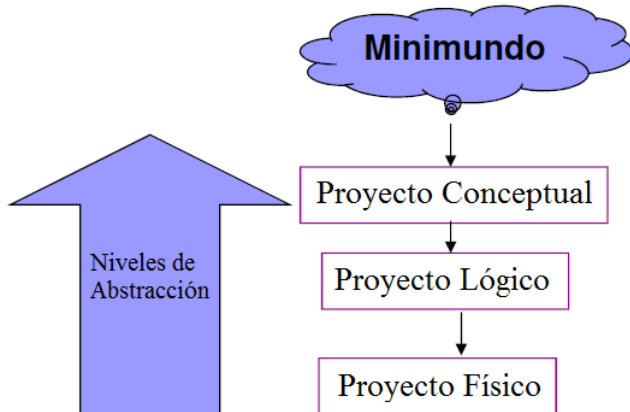 Minimundo
Proyecto Conceptual
Niveles de
Abstracción
Proyecto Lógico
Proyecto Físico